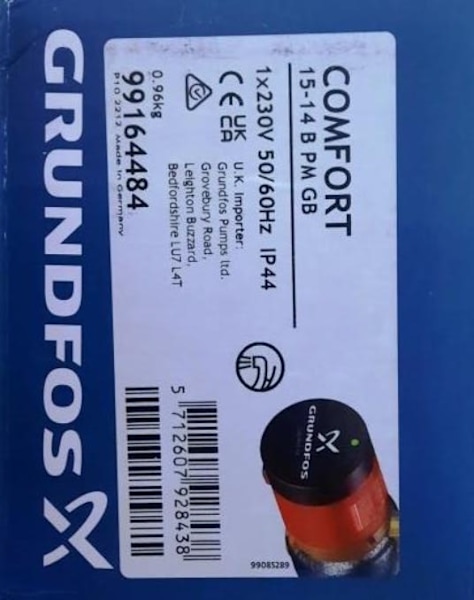 GRUNDFOS
COMFORT
15-14 B PM GB
1x230V 50/60Hz IP44
CE UK CA
U.K. Importer:
Grundfos Pumps ltd.
Grovebury Road,
Leighton Buzzard,
Bedfordshire LU7 L4T
0.96kg
99164484
P10 2212 Made in Germany
5 712607 928438
GRUNDFOS
99085289